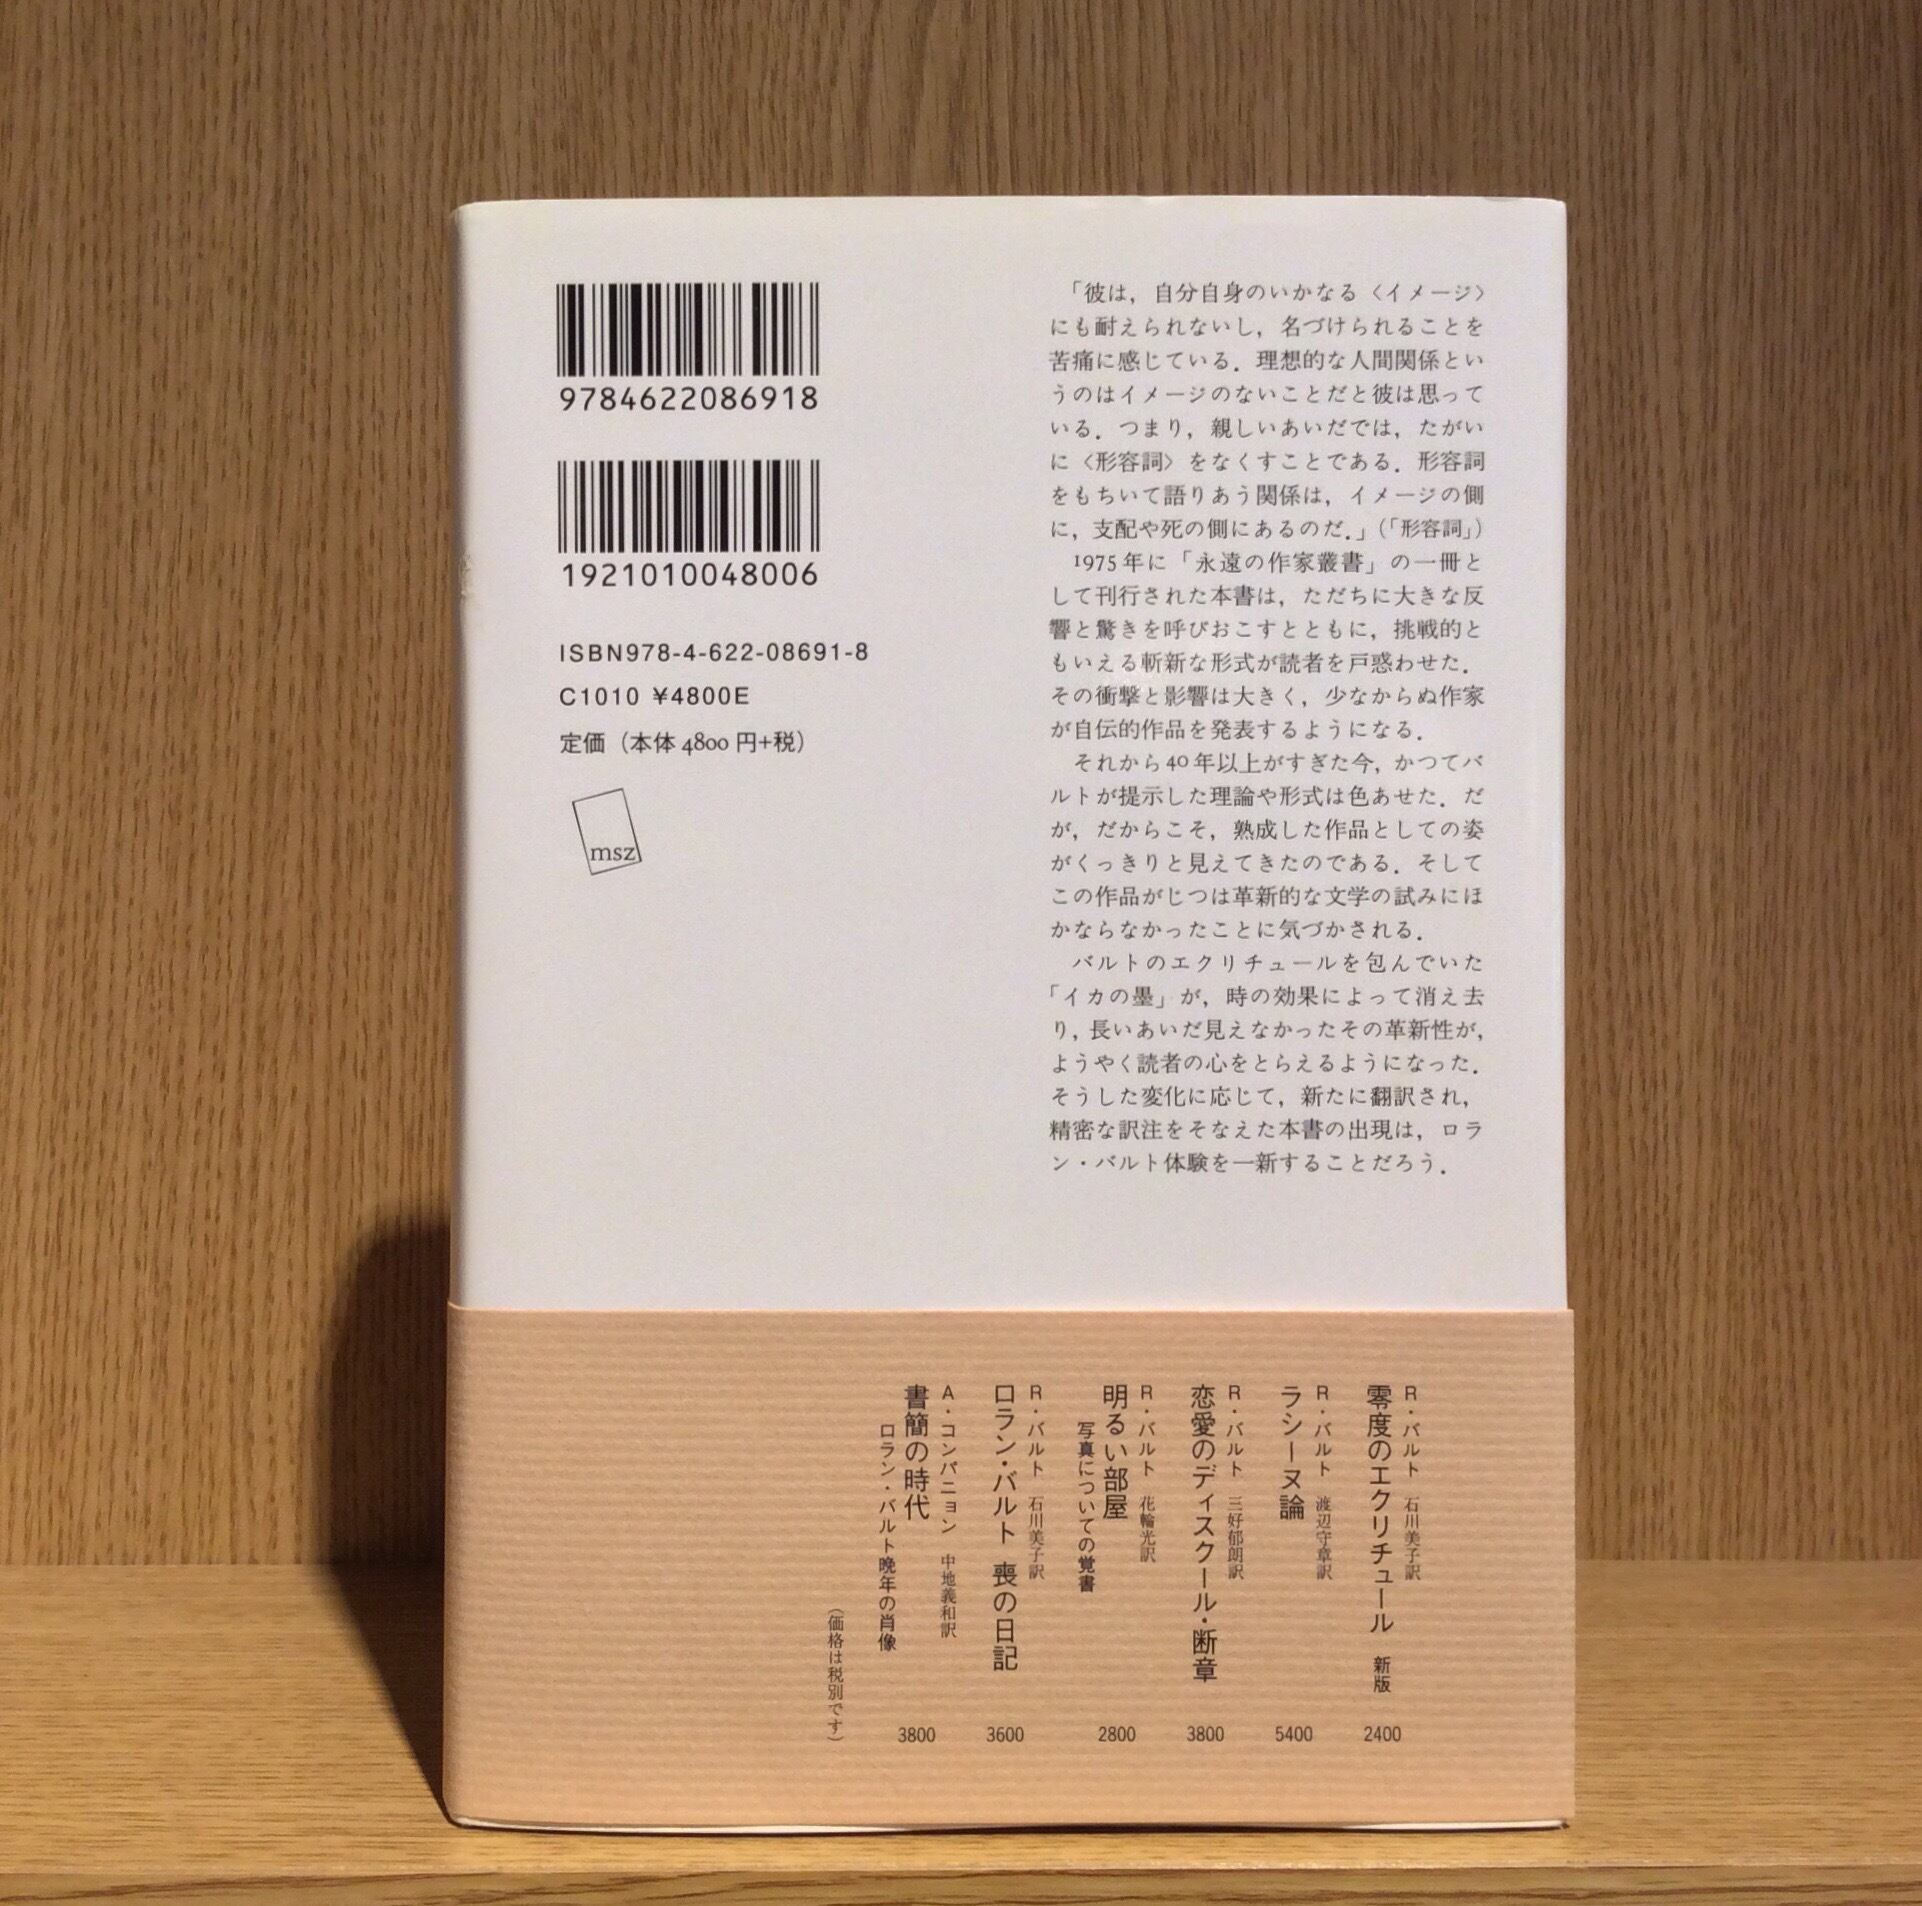 9784622086918
1921010048006
ISBN978-4-622-08691-8
C1010 ¥4800E
定価（本体 4800 円+税）
msz
「彼は，自分自身のいかなる〈イメージ〉
にも耐えられないし，名づけられることを
苦痛に感じている．理想的な人間関係とい
うのはイメージのないことだと彼は思って
いる．つまり，親しいあいだでは，たがい
に〈形容詞〉をなくすことである．形容詞
をもちいて語りあう関係は，イメージの側
に，支配や死の側にあるのだ．」（「形容詞」）
1975年に「永遠の作家叢書」の一冊と
して刊行された本書は，ただちに大きな反
響と驚きを呼びおこすとともに，挑戦的と
もいえる斬新な形式が読者を戸惑わせた．
その衝撃と影響は大きく，少なからぬ作家
が自伝的作品を発表するようになる．
それから40年以上がすぎた今，かつてバ
ルトが提示した理論や形式は色あせた．だ
が，だからこそ，熟成した作品としての姿
がくっきりと見えてきたのである．そして
この作品がじつは革新的な文学の試みにほ
かならなかったことに気づかされる．
バルトのエクリチュールを包んでいた
「イカの墨」が，時の効果によって消え去
り，長いあいだ見えなかったその革新性が，
ようやく読者の心をとらえるようになった．
そうした変化に応じて，新たに翻訳され，
精密な訳注をそなえた本書の出現は，ロラ
ン・バルト体験を一新することだろう．
R・バルト 石川美子訳
零度のエクリチュール 新版 2400
R・バルト 渡辺守章訳
ラシーヌ論 5400
R・バルト 三好郁朗訳
恋愛のディスクール・断章 3800
R・バルト 花輪光訳
明るい部屋 2800
写真についての覚書
R・バルト 石川美子訳
ロラン・バルト 喪の日記 3600
A・コンパニョン 中地義和訳
書簡の時代 3800
ロラン・バルト晩年の肖像
（価格は税別です）